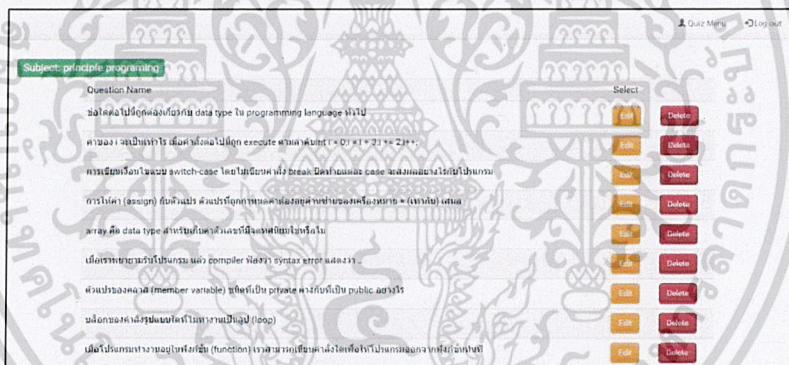 Quiz Menu Log out
Subject: principle programing
Question Name Select
ข้อใดต่อไปนี้ถูกต้องเกี่ยวกับ data type ใน programming language ทั่วไป Edit Delete
ค่าของ i จะเป็นเท่าไร เมื่อคำสั่งต่อไปนี้ถูก execute ตามลำดับ int i = 0; i = i + 3; i += 2; i++; Edit Delete
การเขียนเงื่อนไขแบบ switch-case โดยไม่เขียนคำสั่ง break ปิดท้ายแต่ละ case จะส่งผลอย่างไรกับโปรแกรม Edit Delete
การให้ค่า (assign) กับตัวแปร ตัวแปรที่ถูกกำหนดค่าต้องอยู่ด้านซ้ายของเครื่องหมาย = (เท่ากับ) เสมอ Edit Delete
array คือ data type สำหรับเก็บค่าตัวเลขที่มีจุดทศนิยมใช่หรือไม่ Edit Delete
เมื่อเราพยายามรันโปรแกรม แล้ว compiler ฟ้องว่า syntax error แสดงว่า .. Edit Delete
ตัวแปรของคลาส (member variable) ชนิดที่เป็น private ต่างกับที่เป็น public อย่างไร Edit Delete
บล็อกของคำสั่งรูปแบบใดที่ไม่ทำงานเป็นลูป (loop) Edit Delete
เมื่อโปรแกรมทำงานอยู่ในฟังก์ชั่น (function) เราสามารถเขียนคำสั่งใดเพื่อให้โปรแกรมออกจากฟังก์ชั่นทันที Edit Delete